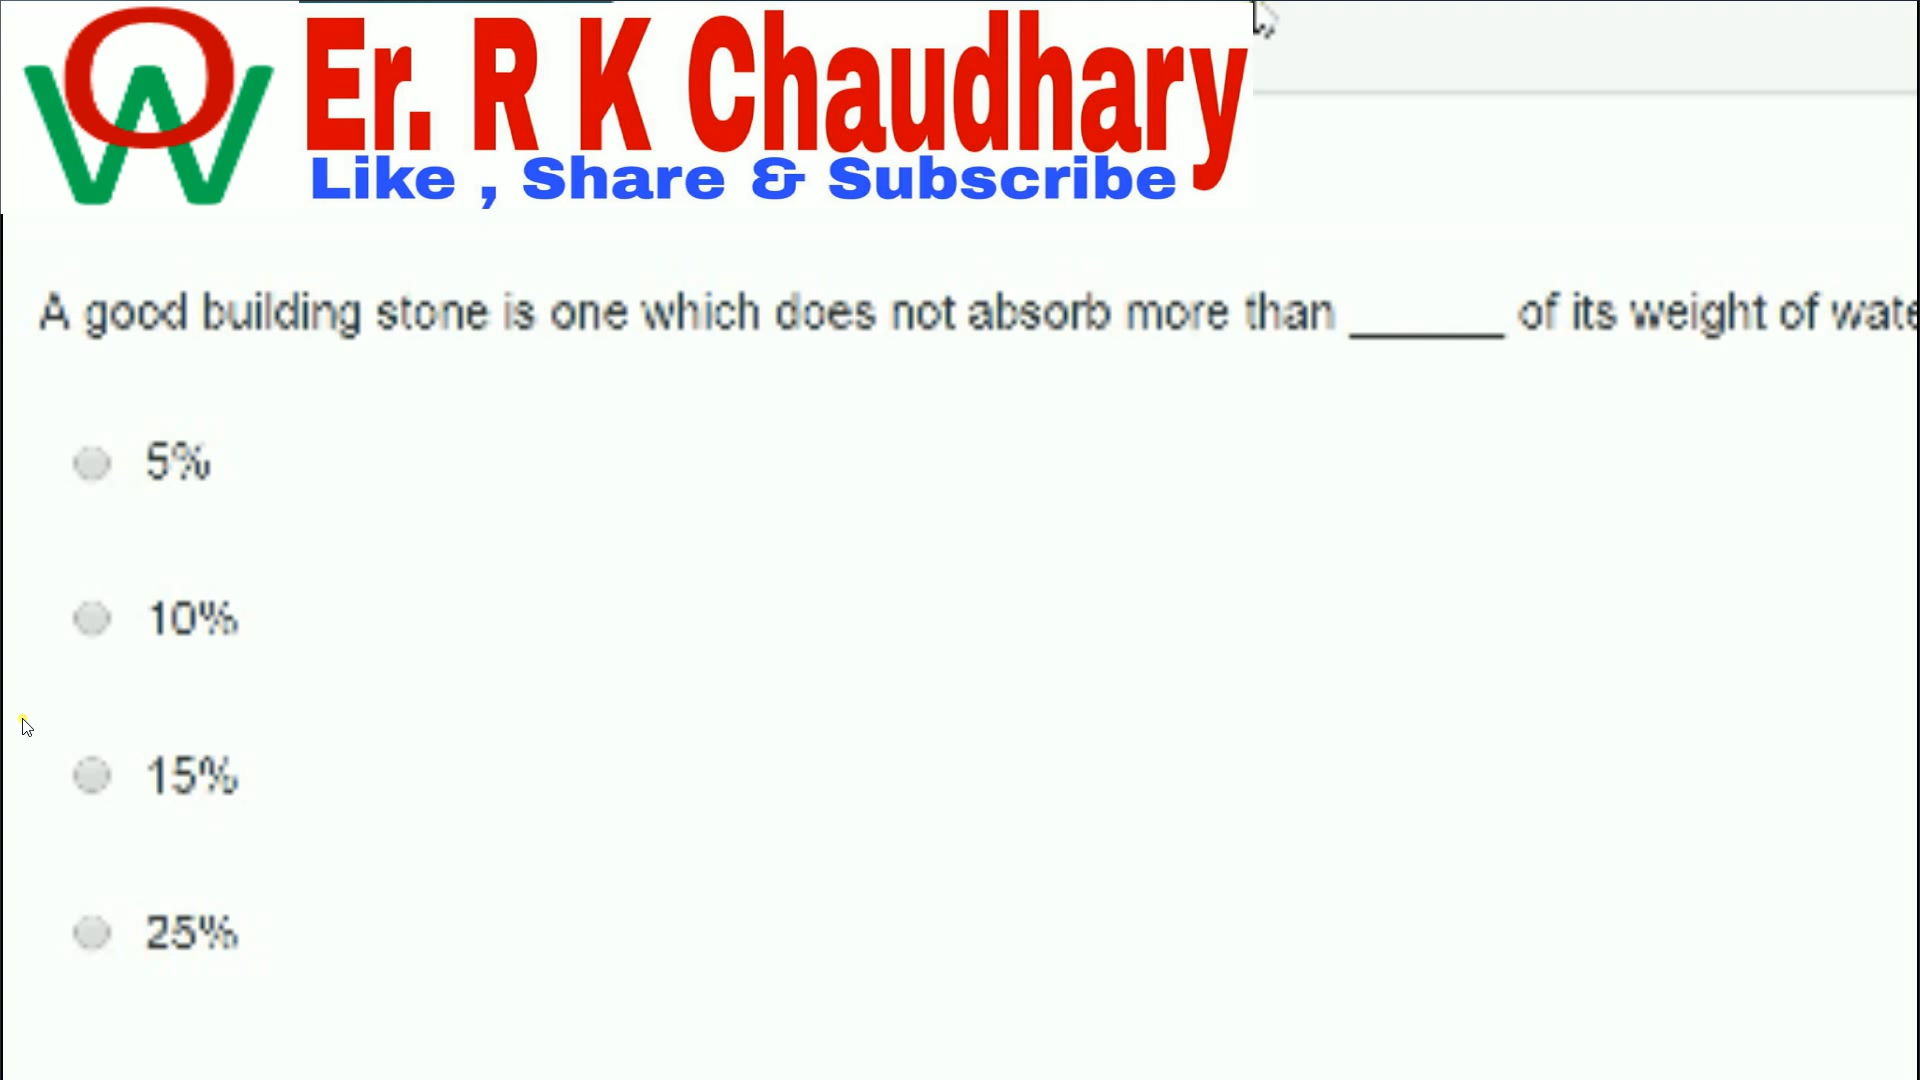 Er. R K Chaudhary
Like , Share & Subscribe
A good building stone is one which does not absorb more than ______ of its weight of wate
5%
10%
15%
25%